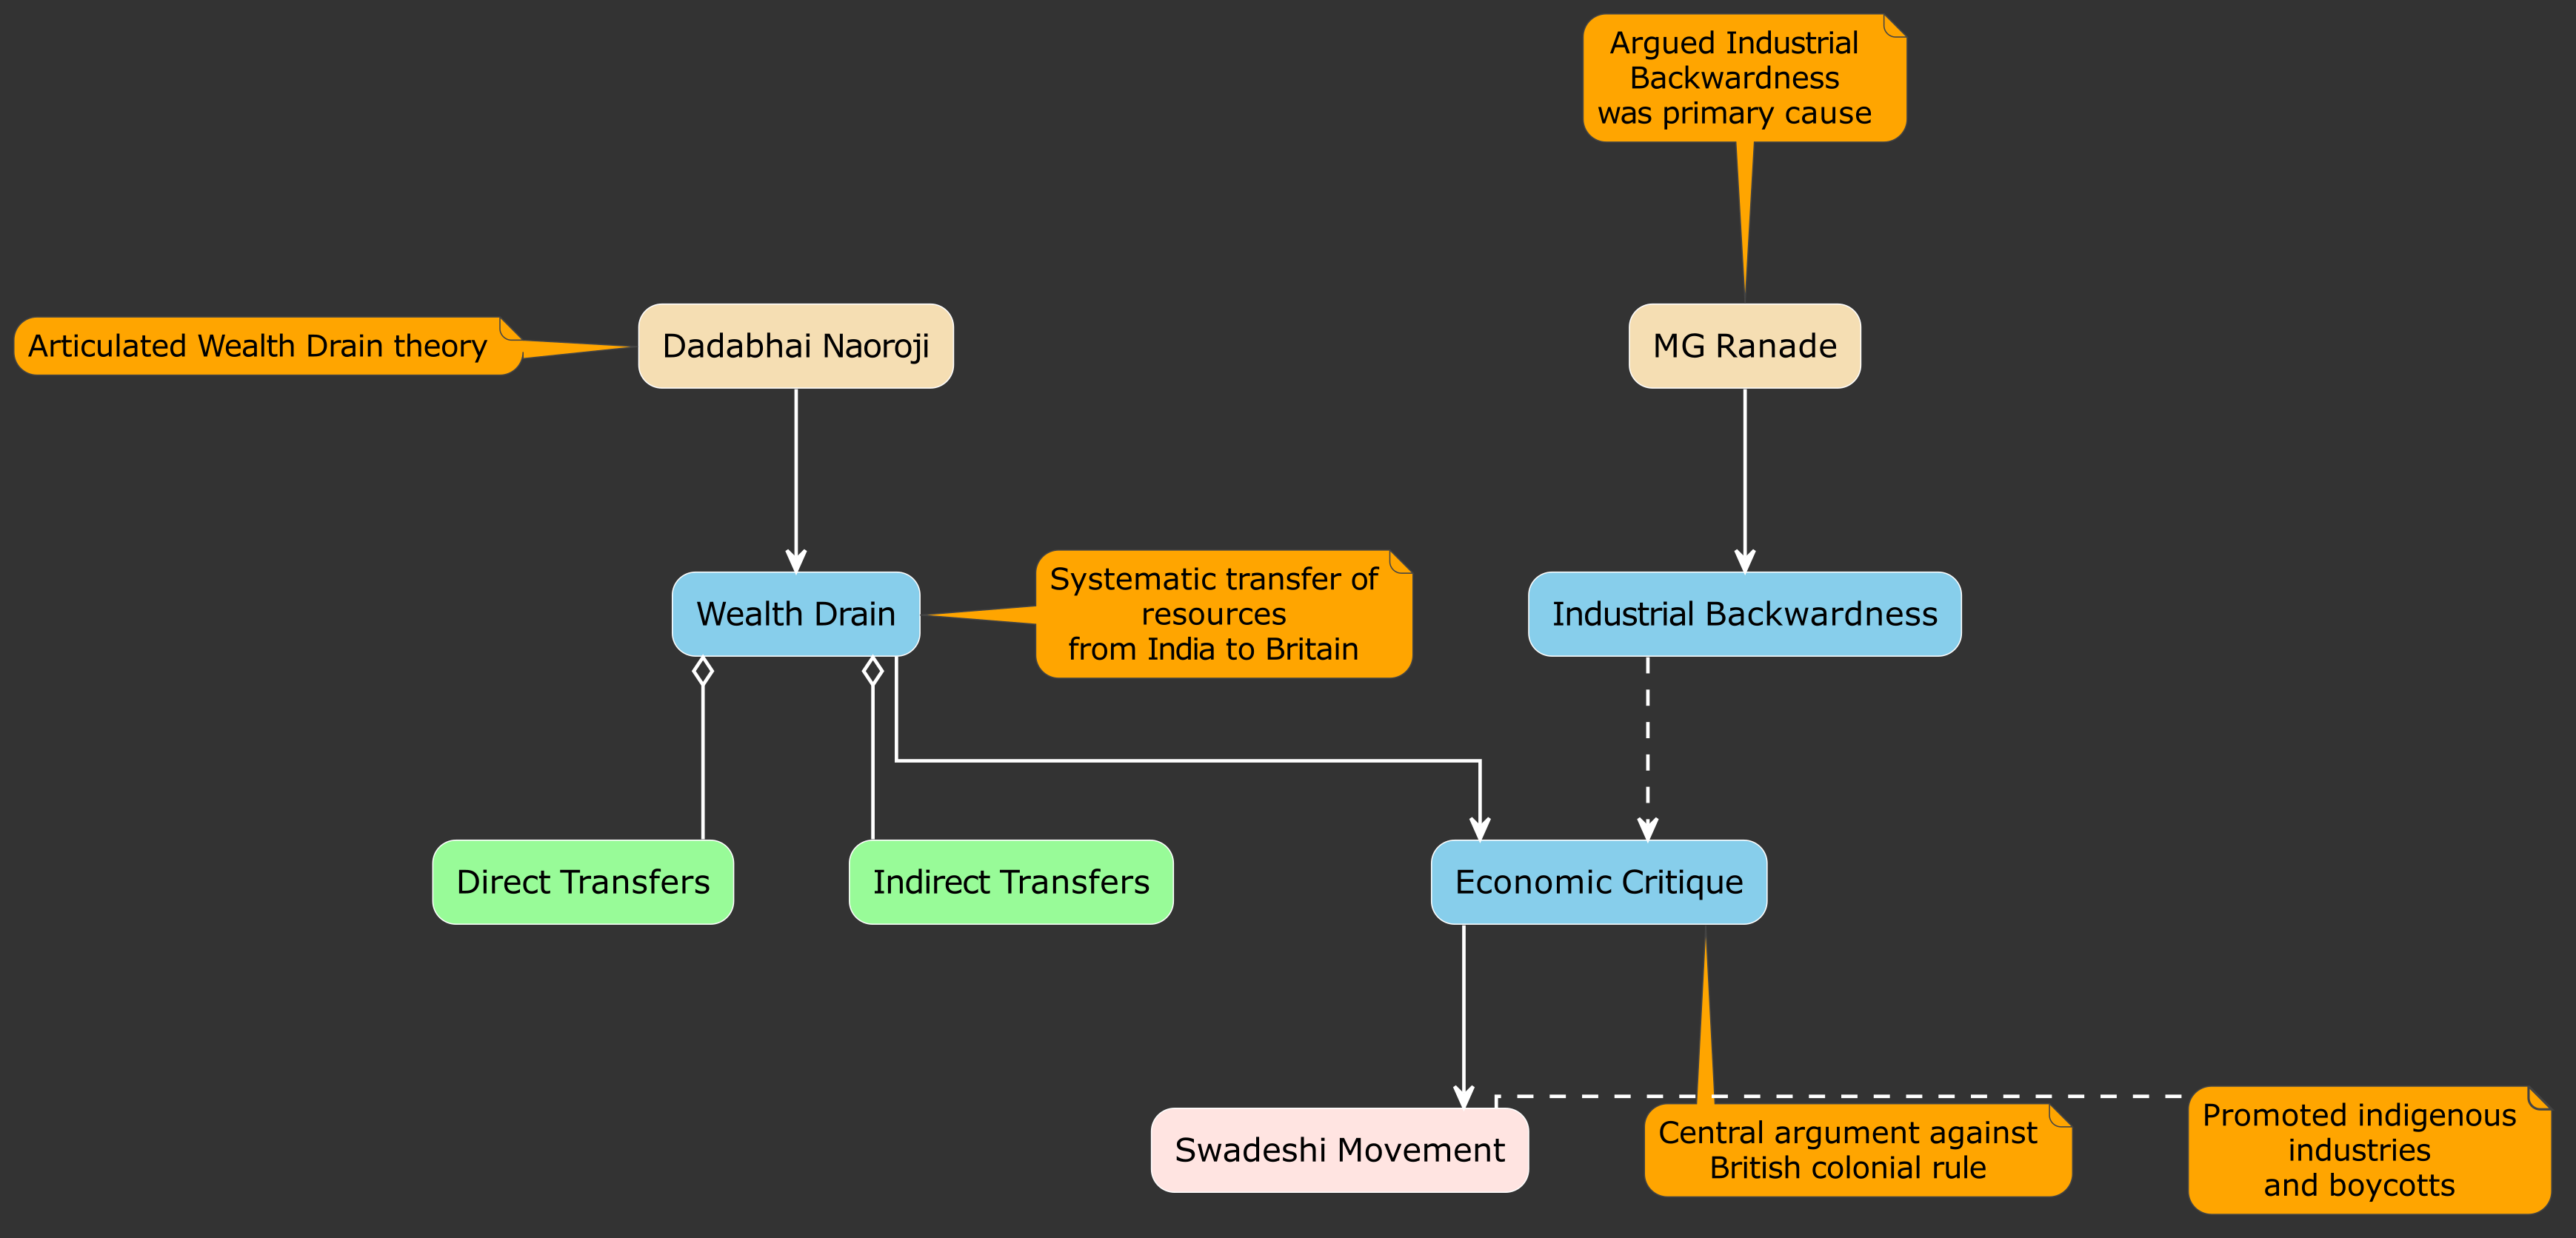 Argued Industrial
Backwardness
was primary cause
Articulated Wealth Drain theory
Dadabhai Naoroji
MG Ranade
Wealth Drain
Systematic transfer of
resources
from India to Britain
Industrial Backwardness
Direct Transfers
Indirect Transfers
Economic Critique
Swadeshi Movement
Central argument against
British colonial rule
Promoted indigenous
industries
and boycotts